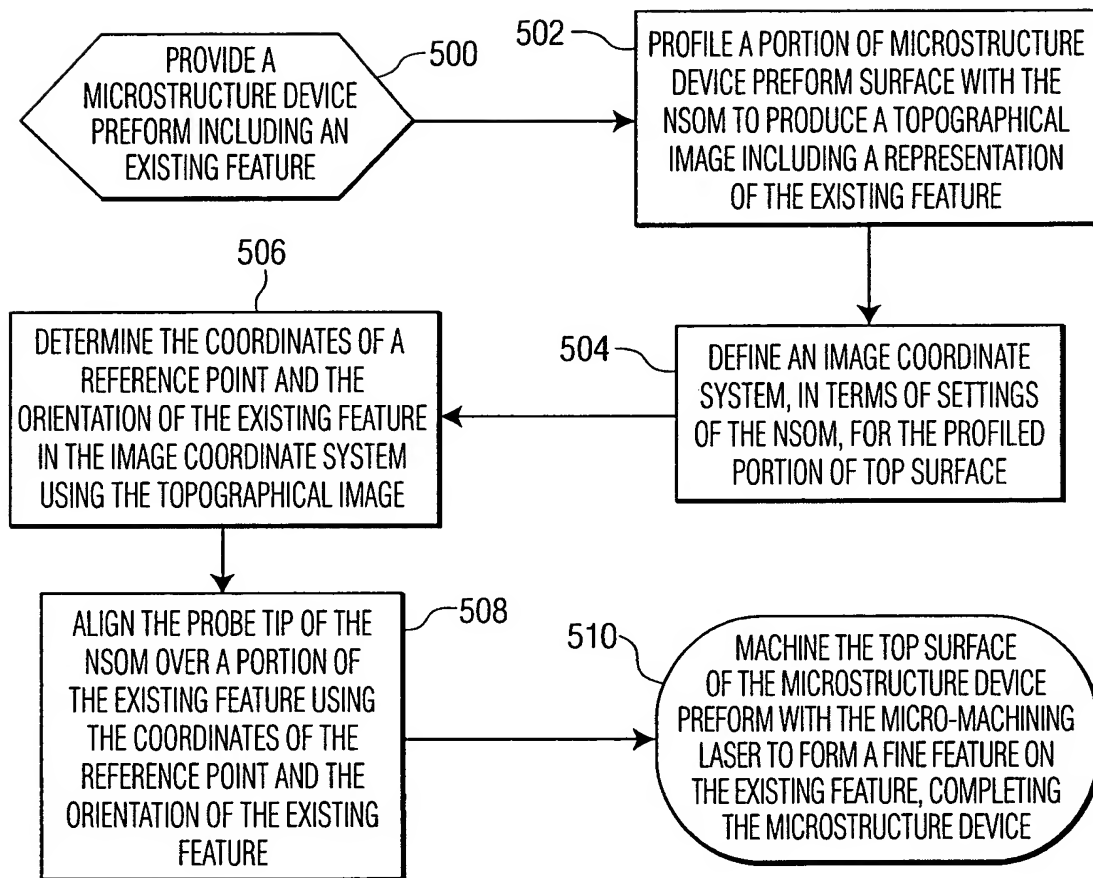 500
PROVIDE A
MICROSTRUCTURE DEVICE
PREFORM INCLUDING AN
EXISTING FEATURE
502
PROFILE A PORTION OF MICROSTRUCTURE
DEVICE PREFORM SURFACE WITH THE
NSOM TO PRODUCE A TOPOGRAPHICAL
IMAGE INCLUDING A REPRESENTATION
OF THE EXISTING FEATURE
504
DEFINE AN IMAGE COORDINATE
SYSTEM, IN TERMS OF SETTINGS
OF THE NSOM, FOR THE PROFILED
PORTION OF TOP SURFACE
506
DETERMINE THE COORDINATES OF A
REFERENCE POINT AND THE
ORIENTATION OF THE EXISTING FEATURE
IN THE IMAGE COORDINATE SYSTEM
USING THE TOPOGRAPHICAL IMAGE
508
ALIGN THE PROBE TIP OF THE
NSOM OVER A PORTION OF
THE EXISTING FEATURE USING
THE COORDINATES OF THE
REFERENCE POINT AND THE
ORIENTATION OF THE EXISTING
FEATURE
510
MACHINE THE TOP SURFACE
OF THE MICROSTRUCTURE DEVICE
PREFORM WITH THE MICRO-MACHINING
LASER TO FORM A FINE FEATURE ON
THE EXISTING FEATURE, COMPLETING
THE MICROSTRUCTURE DEVICE